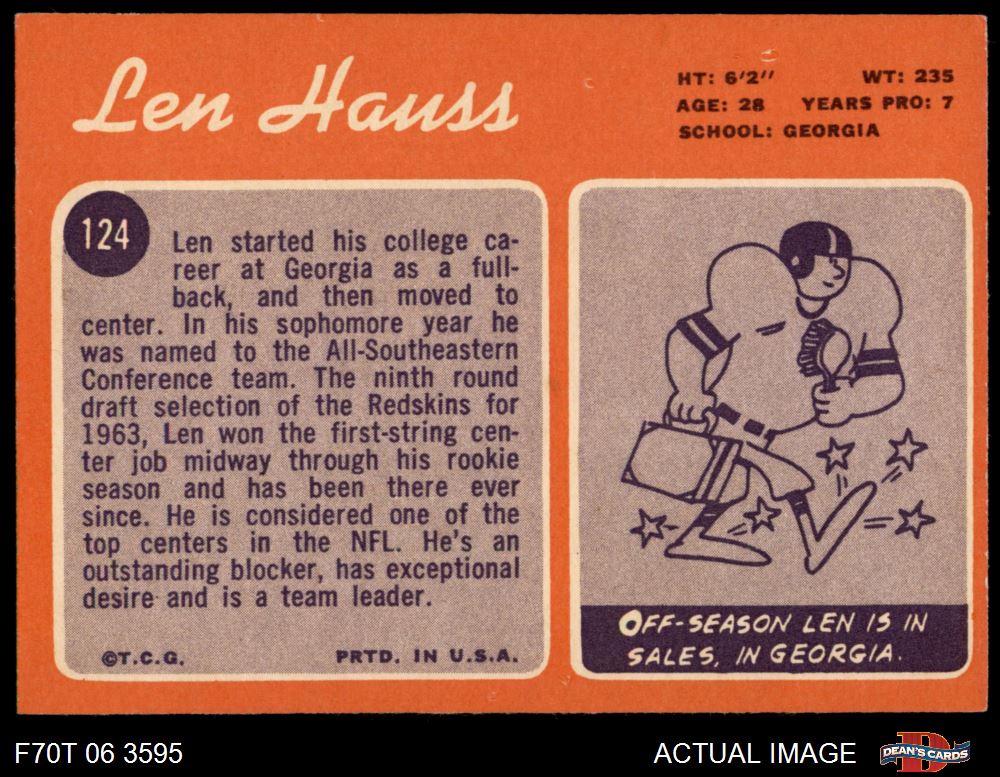 Len Hauss
HT: 6'2" WT: 235
AGE: 28 YEARS PRO: 7
SCHOOL: GEORGIA
124
Len started his college ca-
reer at Georgia as a full-
back, and then moved to
center. In his sophomore year he
was named to the All-Southeastern
Conference team. The ninth round
draft selection of the Redskins for
1963, Len won the first-string cen-
ter job midway through his rookie
season and has been there ever
since. He is considered one of the
top centers in the NFL. He's an
outstanding blocker, has exceptional
desire and is a team leader.
©T.C.G. PRTD. IN U.S.A.
OFF-SEASON LEN IS IN
SALES, IN GEORGIA.
F70T 06 3595
ACTUAL IMAGE
D
DEAN'S CARDS